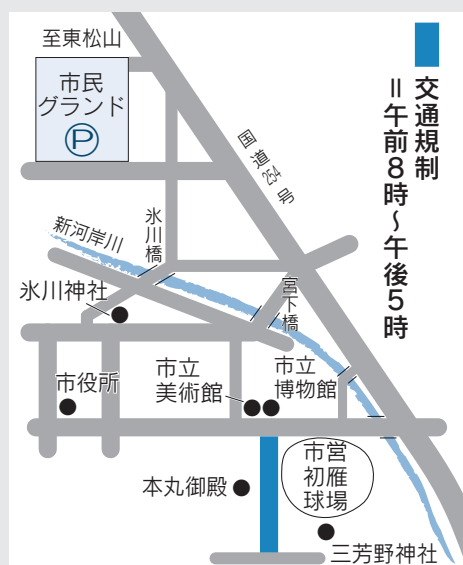 至東松山
市民
グランド
P
交通規制
=午前8時~午後5時
国道254号
新河岸川
氷川橋
宮下橋
氷川神社
市役所
市立
美術館
市立
博物館
市営
初雁
球場
本丸御殿
三芳野神社